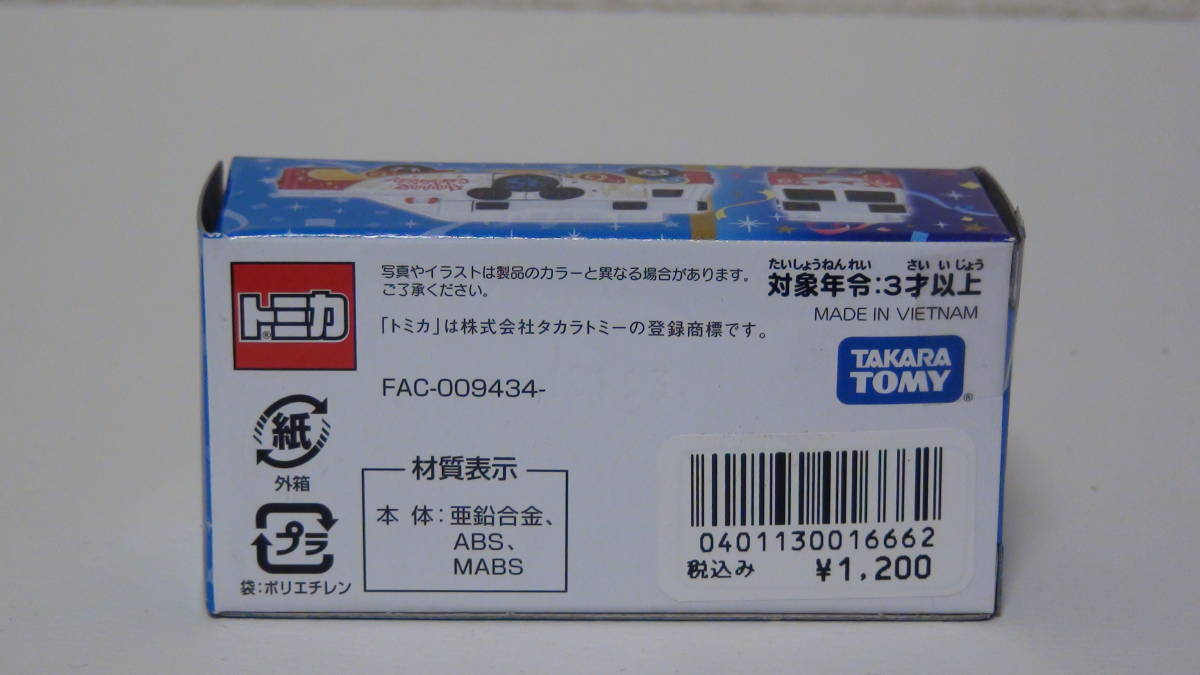 トミカ®
写真やイラストは製品のカラーと異なる場合があります。
ご了承ください。
「トミカ」は株式会社タカラトミーの登録商標です。
FAC-009434-
たいしょうねんれい さいいじょう
対象年令:3才以上
MADE IN VIETNAM
TAKARA
TOMY®
紙
外箱
プラ
袋:ポリエチレン
材質表示
本 体:亜鉛合金、
ABS、
MABS
0401130016662
税込み ¥1,200